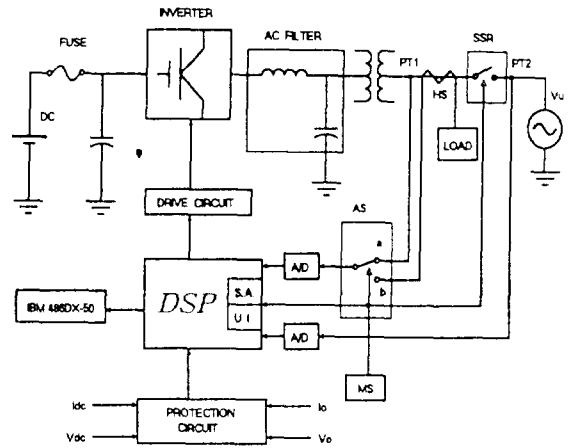 INVERTER
FUSE
AC FILTER
SSR
PT1
PT2
HS
Vu
DC
LOAD
DRIVE CIRCUIT
AS
a
A/D
b
DSP
S.A
U I
IBM 486DX-50
A/D
MS
Idc
PROTECTION
CIRCUIT
Io
Vdc
Vo